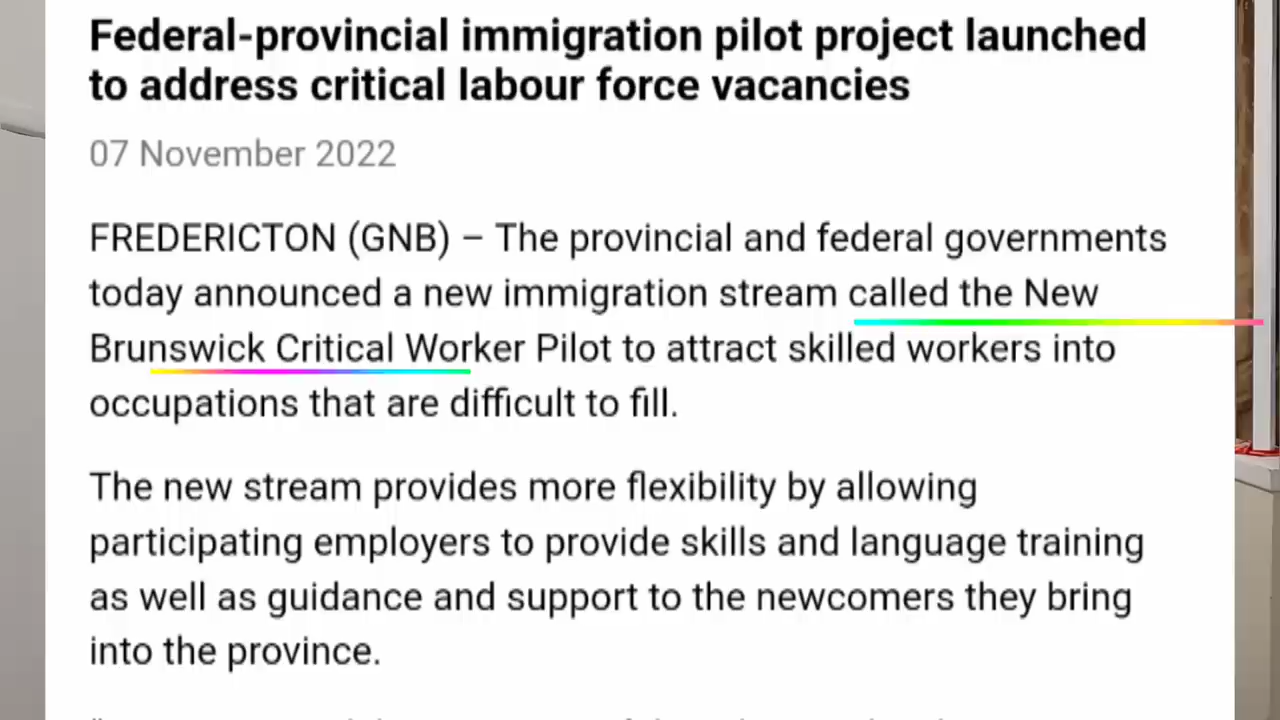 Federal-provincial immigration pilot project launched
to address critical labour force vacancies
07 November 2022
FREDERICTON (GNB) – The provincial and federal governments
today announced a new immigration stream called the New
Brunswick Critical Worker Pilot to attract skilled workers into
occupations that are difficult to fill.
The new stream provides more flexibility by allowing
participating employers to provide skills and language training
as well as guidance and support to the newcomers they bring
into the province.